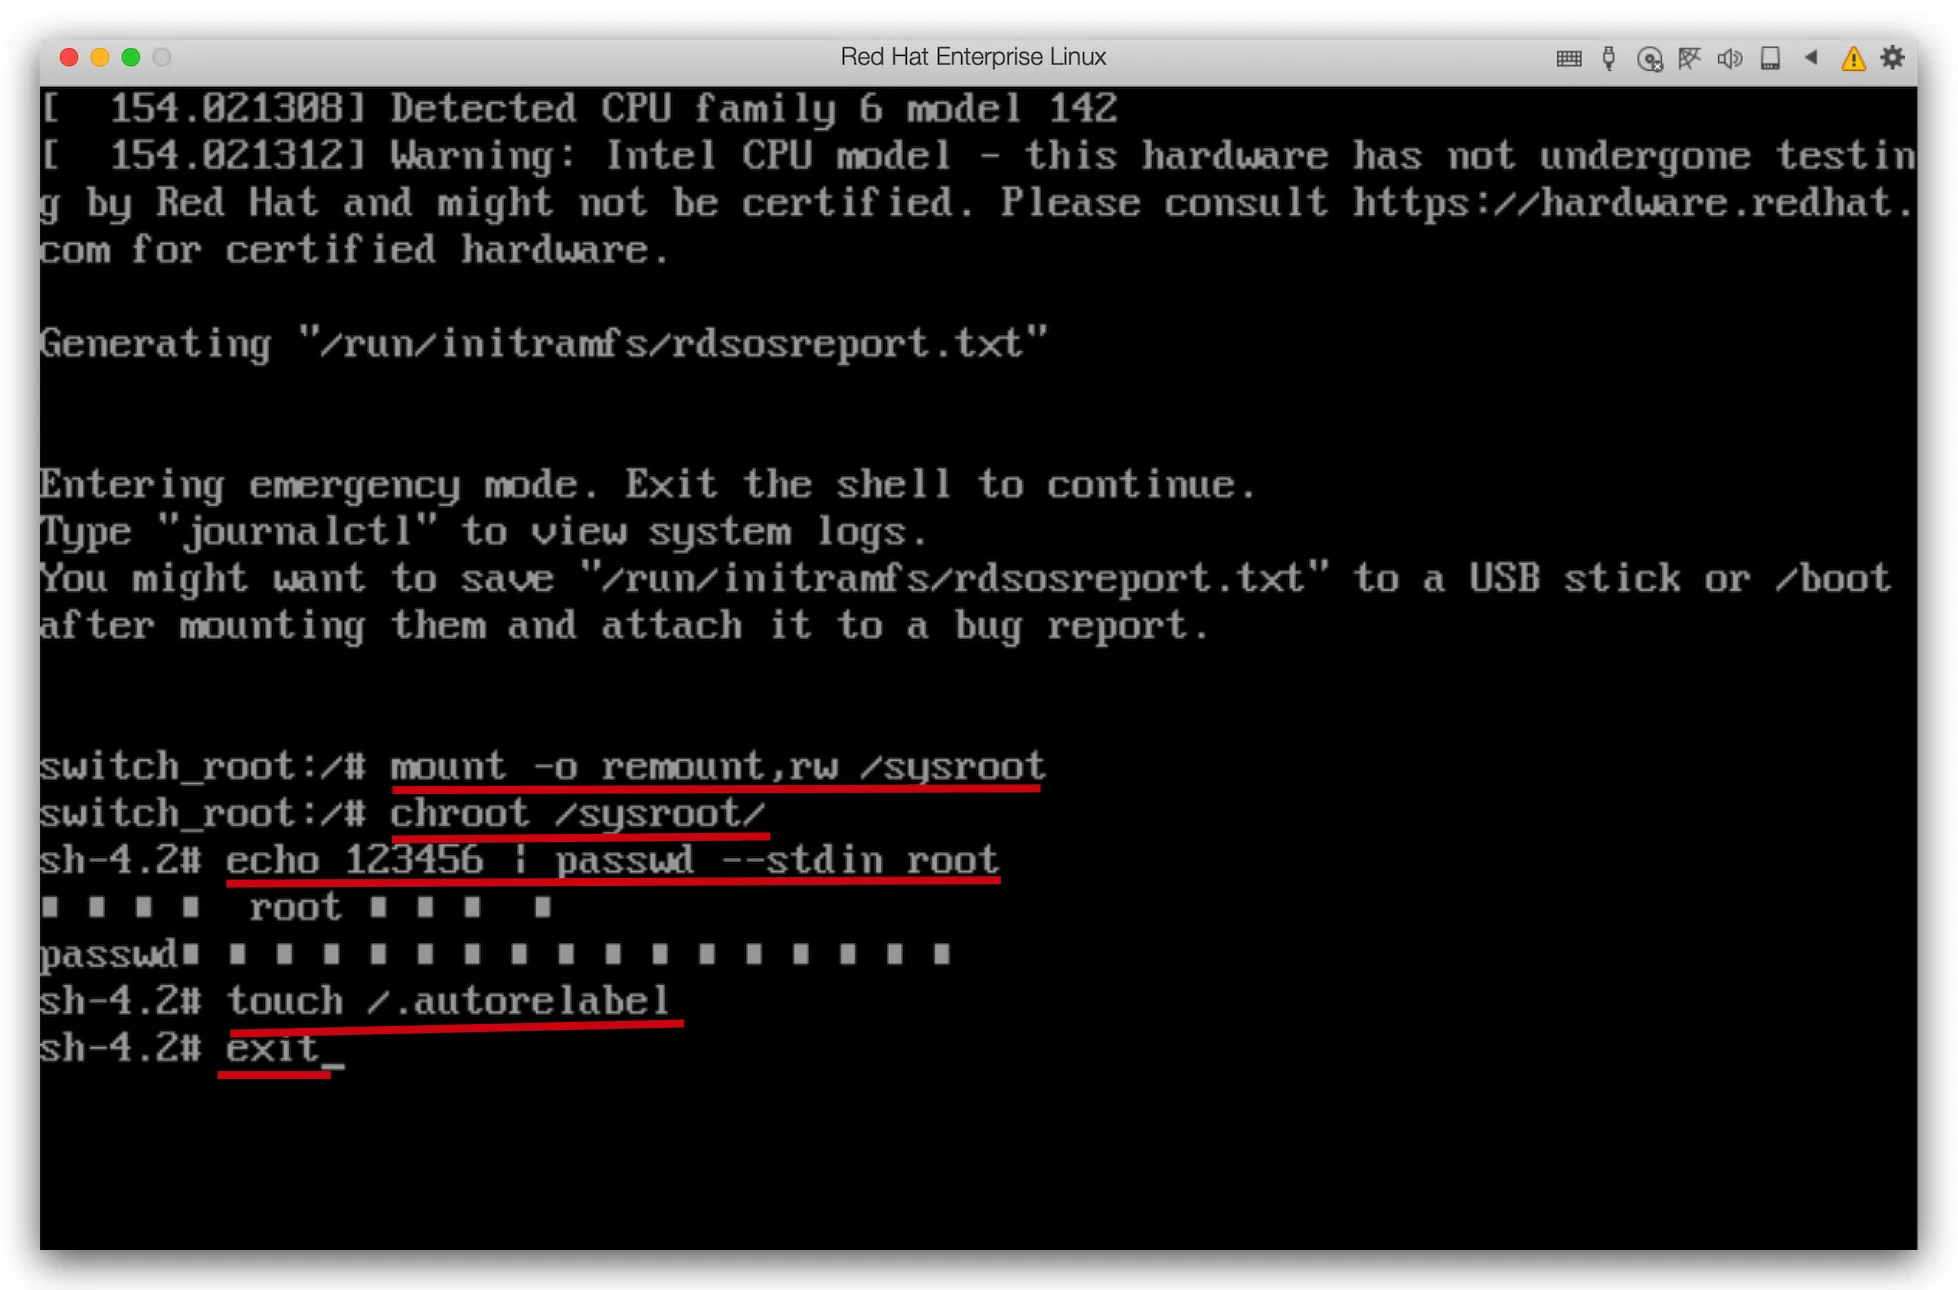 Red Hat Enterprise Linux
[  154.021308] Detected CPU family 6 model 142
[  154.021312] Warning: Intel CPU model - this hardware has not undergone testin
g by Red Hat and might not be certified. Please consult https://hardware.redhat.
com for certified hardware.
Generating "/run/initramfs/rdsosreport.txt"
Entering emergency mode. Exit the shell to continue.
Type "journalctl" to view system logs.
You might want to save "/run/initramfs/rdsosreport.txt" to a USB stick or /boot
after mounting them and attach it to a bug report.
switch_root:/# mount -o remount,rw /sysroot
switch_root:/# chroot /sysroot/
sh-4.2# echo 123456 | passwd --stdin root
■ ■ ■ ■  root ■ ■ ■  ■
passwd■ ■ ■ ■ ■ ■ ■ ■ ■ ■ ■ ■ ■ ■ ■ ■ ■
sh-4.2# touch /.autorelabel
sh-4.2# exit_